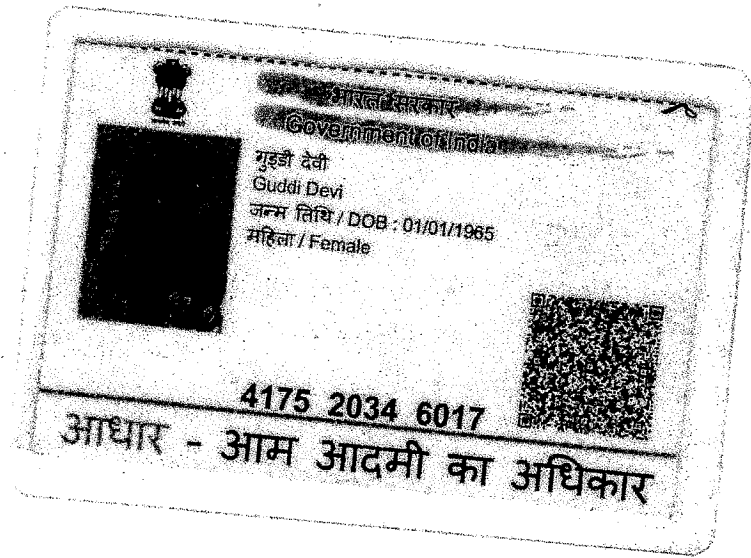 भारत सरकार
Government of India
गुड्डी देवी
Guddi Devi
जन्म तिथि / DOB : 01/01/1965
महिला / Female
4175 2034 6017
आधार - आम आदमी का अधिकार